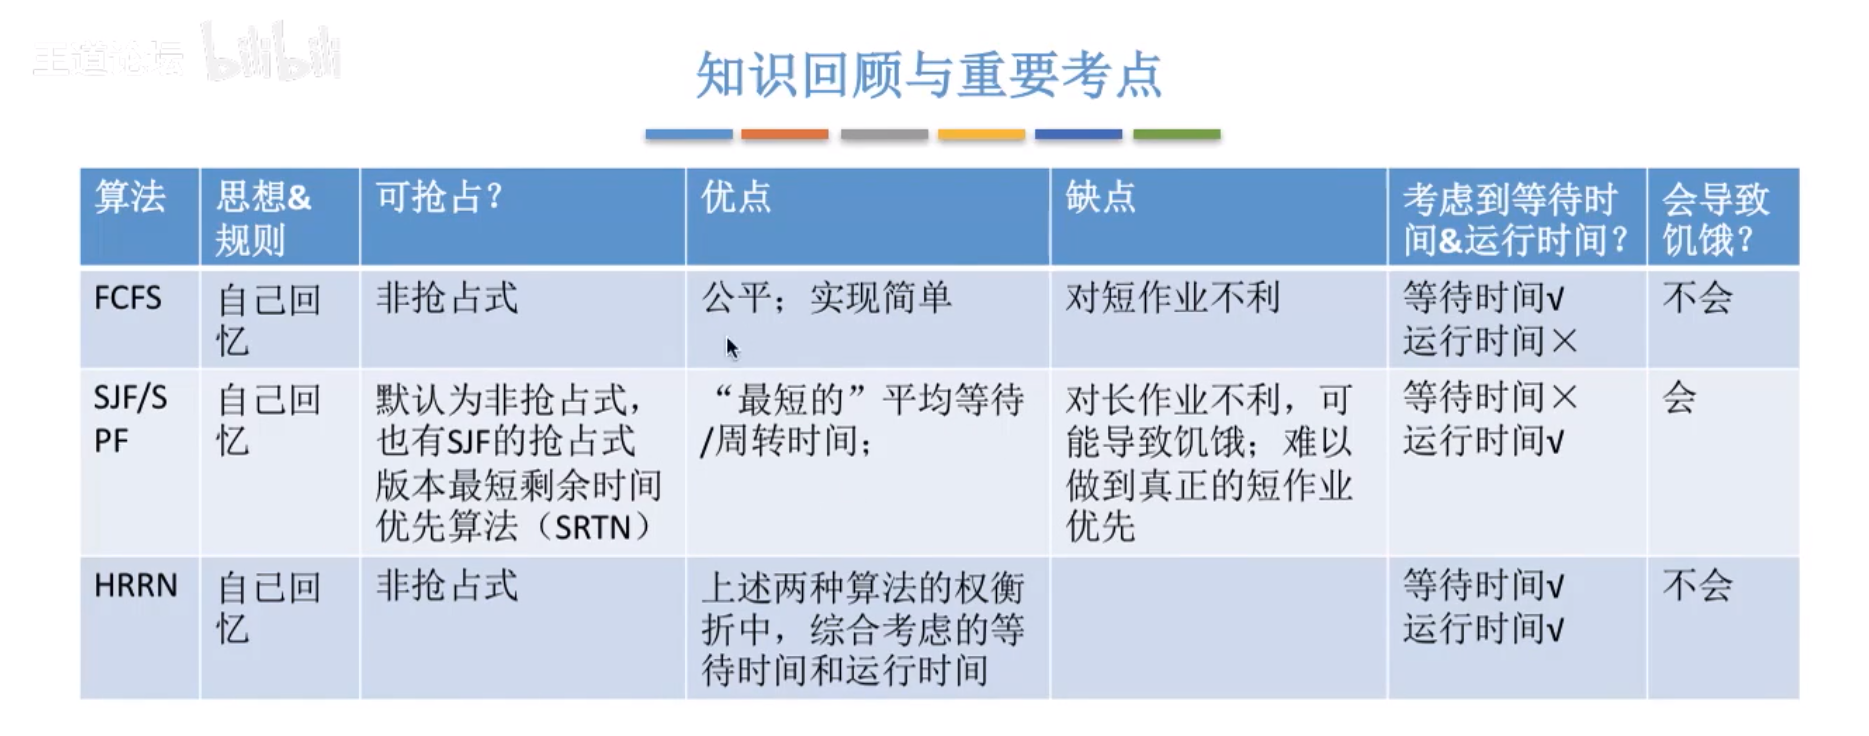 王道论坛 bilibili
知识回顾与重要考点
算法
思想&
规则
可抢占？
优点
缺点
考虑到等待时
间&运行时间？
会导致
饥饿？
FCFS
自己回
忆
非抢占式
公平；实现简单
对短作业不利
等待时间√
运行时间×
不会
SJF/S
PF
自己回
忆
默认为非抢占式，
也有SJF的抢占式
版本最短剩余时间
优先算法（SRTN）
“最短的”平均等待
/周转时间；
对长作业不利，可
能导致饥饿；难以
做到真正的短作业
优先
等待时间×
运行时间√
会
HRRN
自己回
忆
非抢占式
上述两种算法的权衡
折中，综合考虑的等
待时间和运行时间
等待时间√
运行时间√
不会